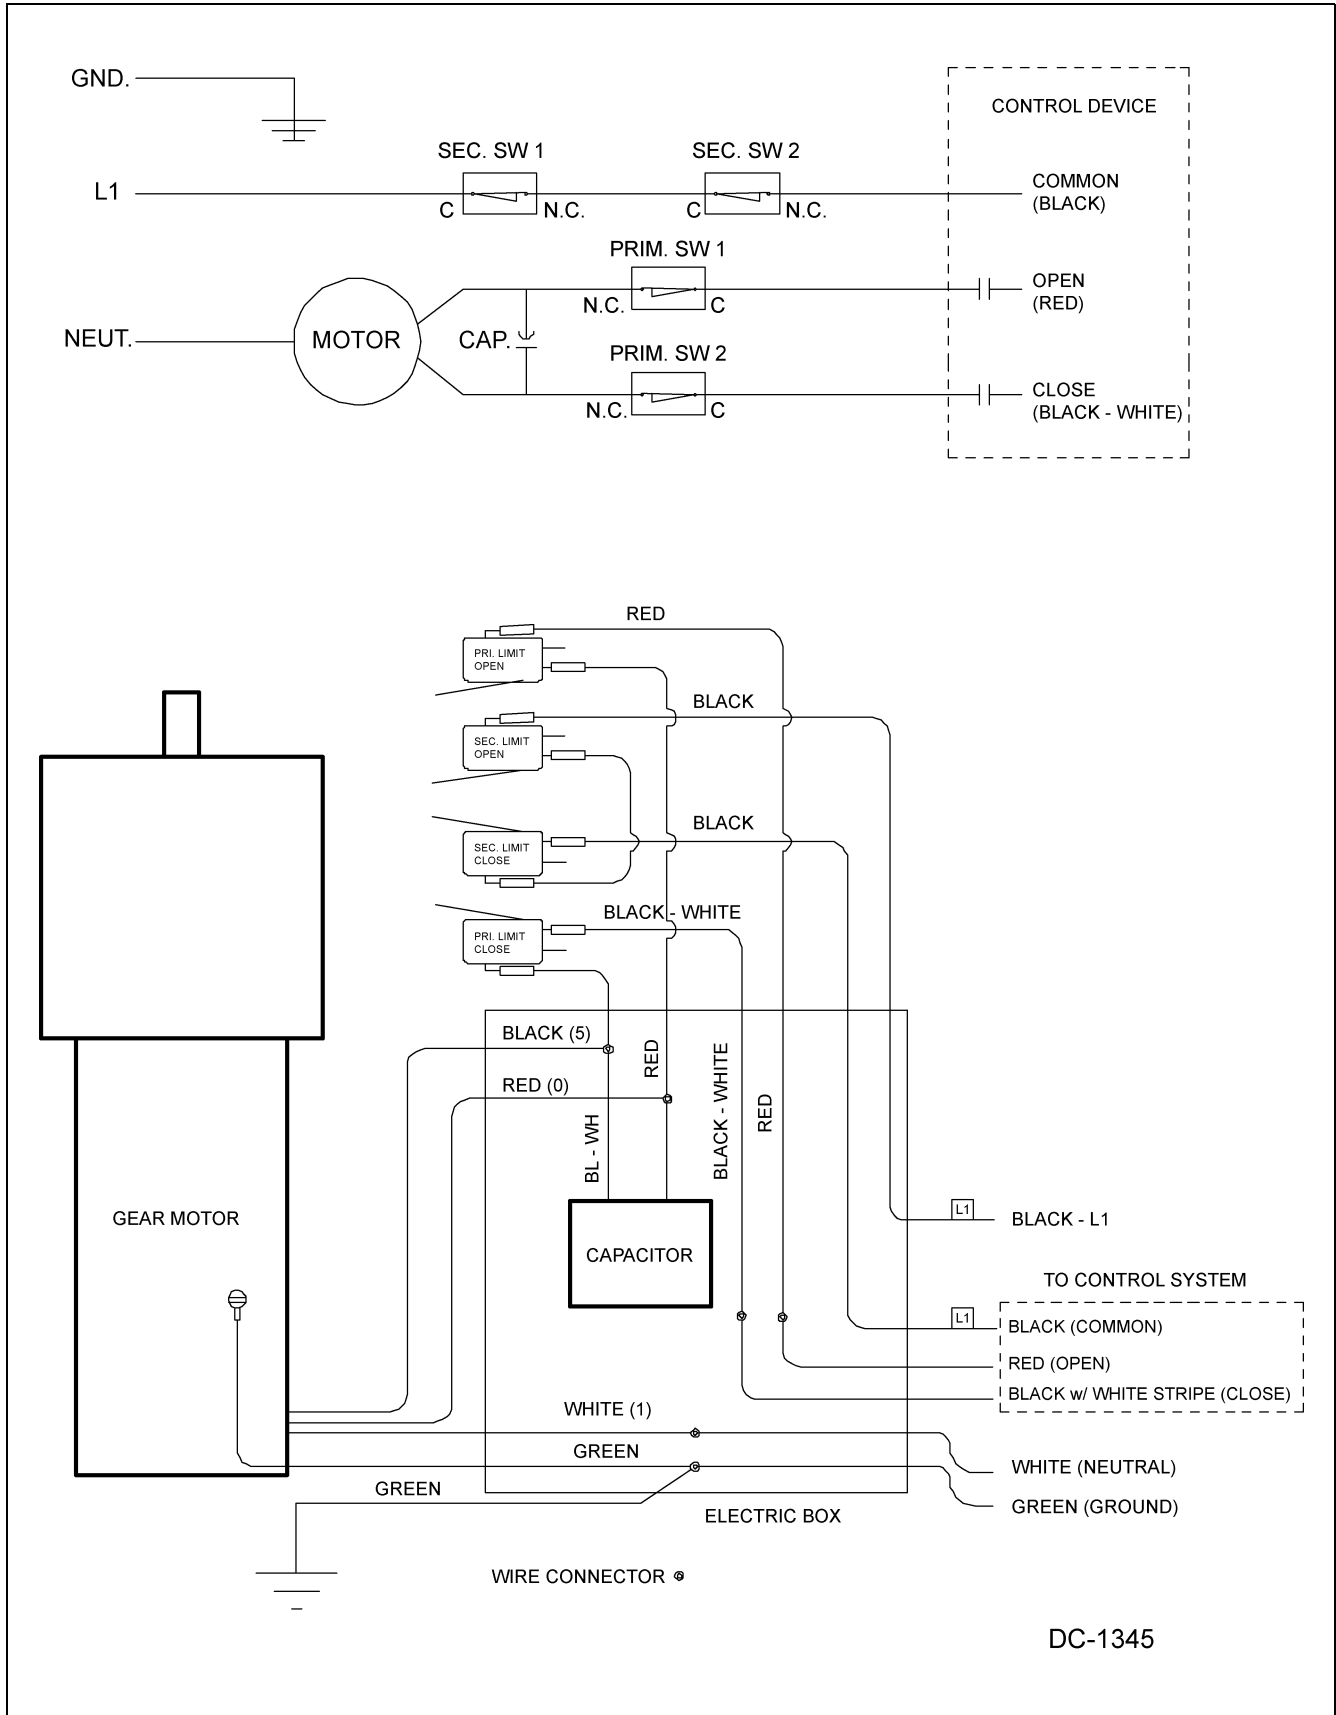 GND.
CONTROL DEVICE
SEC. SW 1
SEC. SW 2
L1
C
N.C.
C
N.C.
COMMON
(BLACK)
PRIM. SW 1
N.C.
C
OPEN
(RED)
NEUT.
MOTOR
CAP.
PRIM. SW 2
N.C.
C
CLOSE
(BLACK - WHITE)
RED
PRI. LIMIT
OPEN
BLACK
SEC. LIMIT
OPEN
BLACK
SEC. LIMIT
CLOSE
BLACK - WHITE
PRI. LIMIT
CLOSE
BLACK (5)
RED
BLACK - WHITE
RED (0)
RED
BL - WH
GEAR MOTOR
CAPACITOR
L1
BLACK - L1
TO CONTROL SYSTEM
L1
BLACK (COMMON)
RED (OPEN)
BLACK w/ WHITE STRIPE (CLOSE)
WHITE (1)
GREEN
WHITE (NEUTRAL)
GREEN
GREEN (GROUND)
ELECTRIC BOX
WIRE CONNECTOR
DC-1345